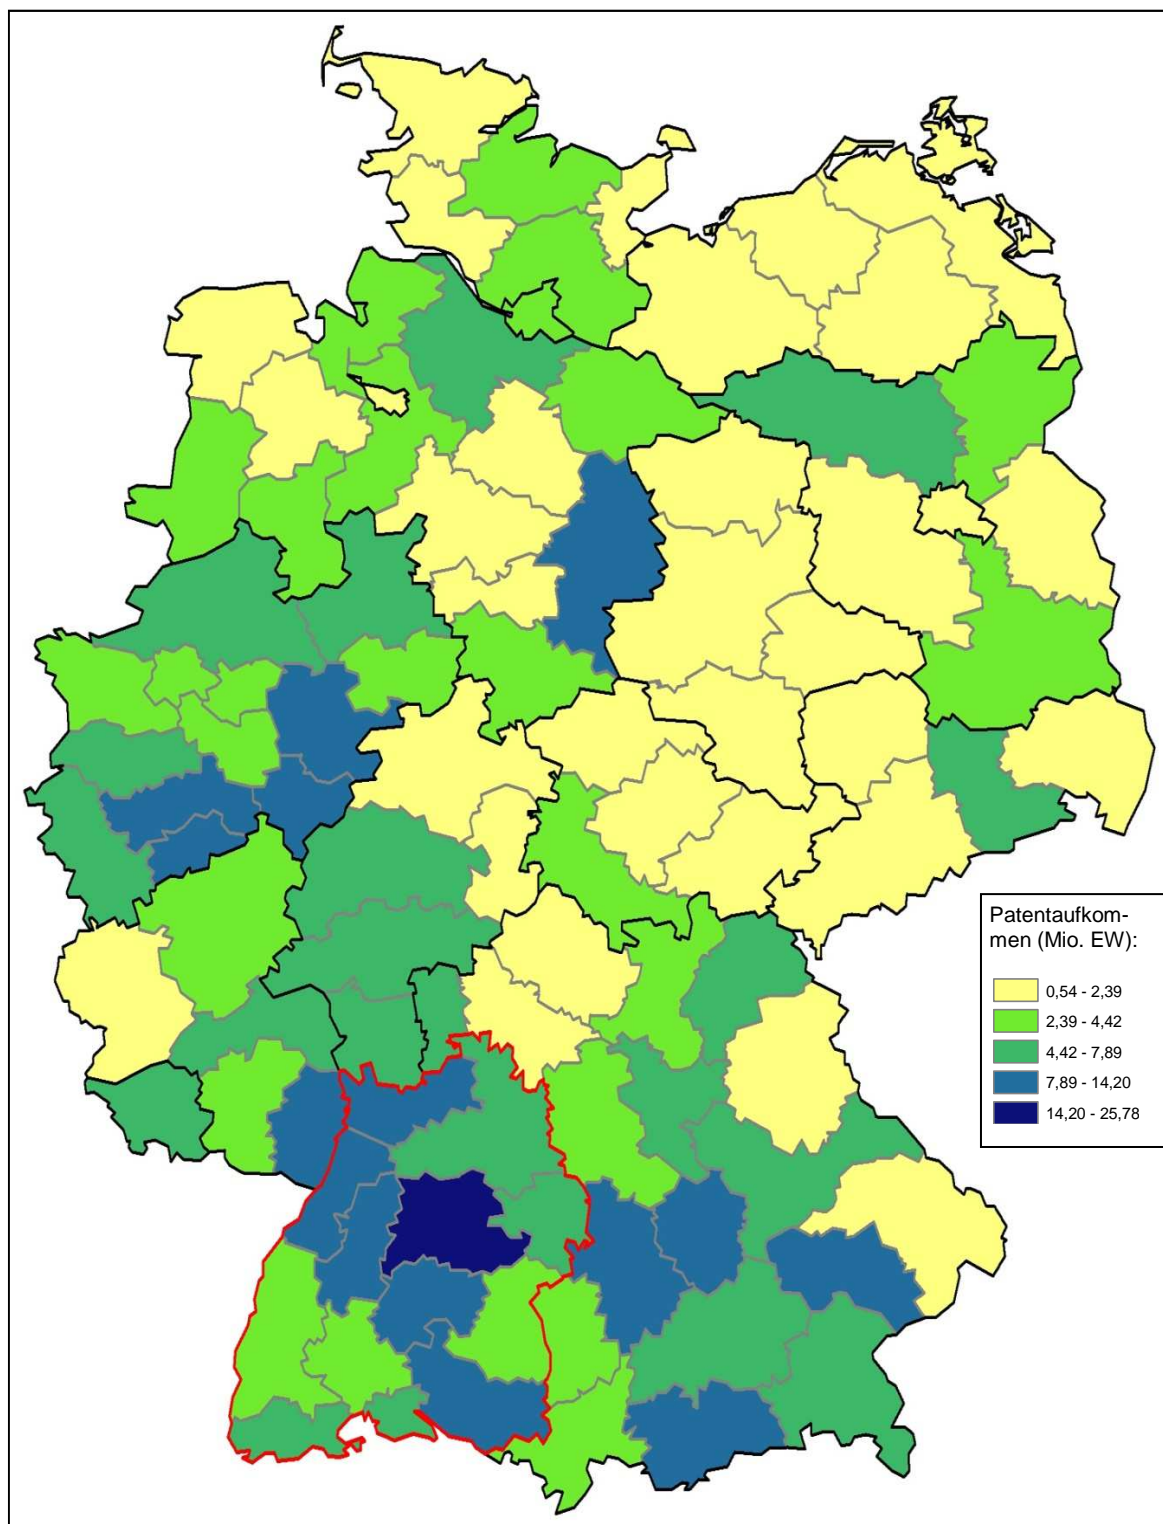 Patentaufkom-
men (Mio. EW):
0,54 - 2,39
2,39 - 4,42
4,42 - 7,89
7,89 - 14,20
14,20 - 25,78